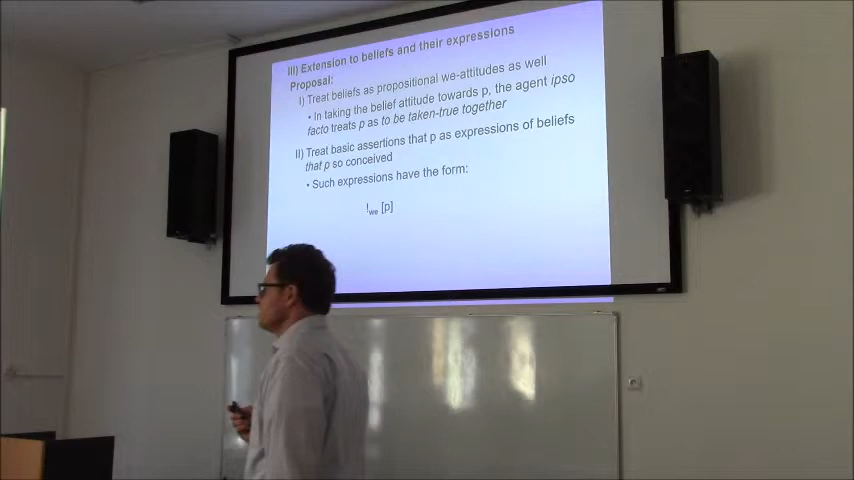 III) Extension to beliefs and their expressions
Proposal:
I) Treat beliefs as propositional we-attitudes as well
• In taking the belief attitude towards p, the agent ipso
facto treats p as to be taken-true together
II) Treat basic assertions that p as expressions of beliefs
that p so conceived
• Such expressions have the form:
!we [p]